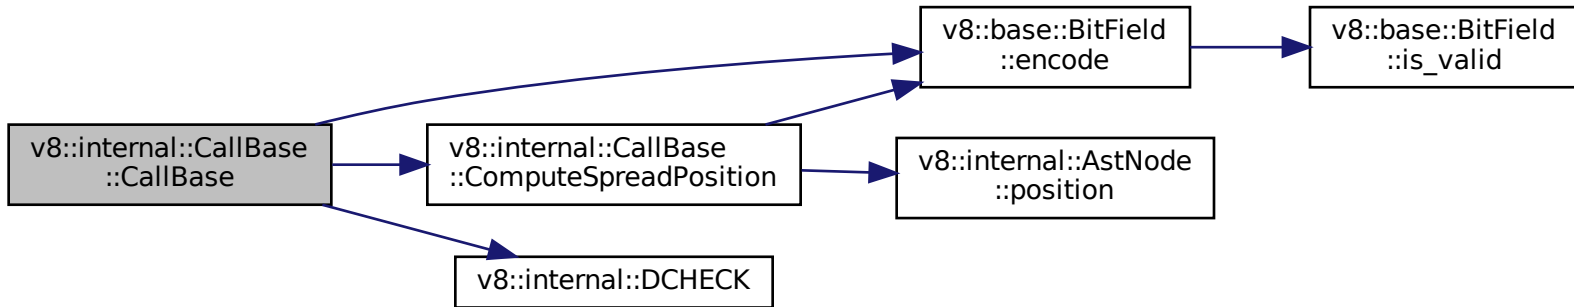 v8::internal::CallBase
::CallBase
v8::internal::CallBase
::ComputeSpreadPosition
v8::internal::DCHECK
v8::base::BitField
::encode
v8::internal::AstNode
::position
v8::base::BitField
::is_valid